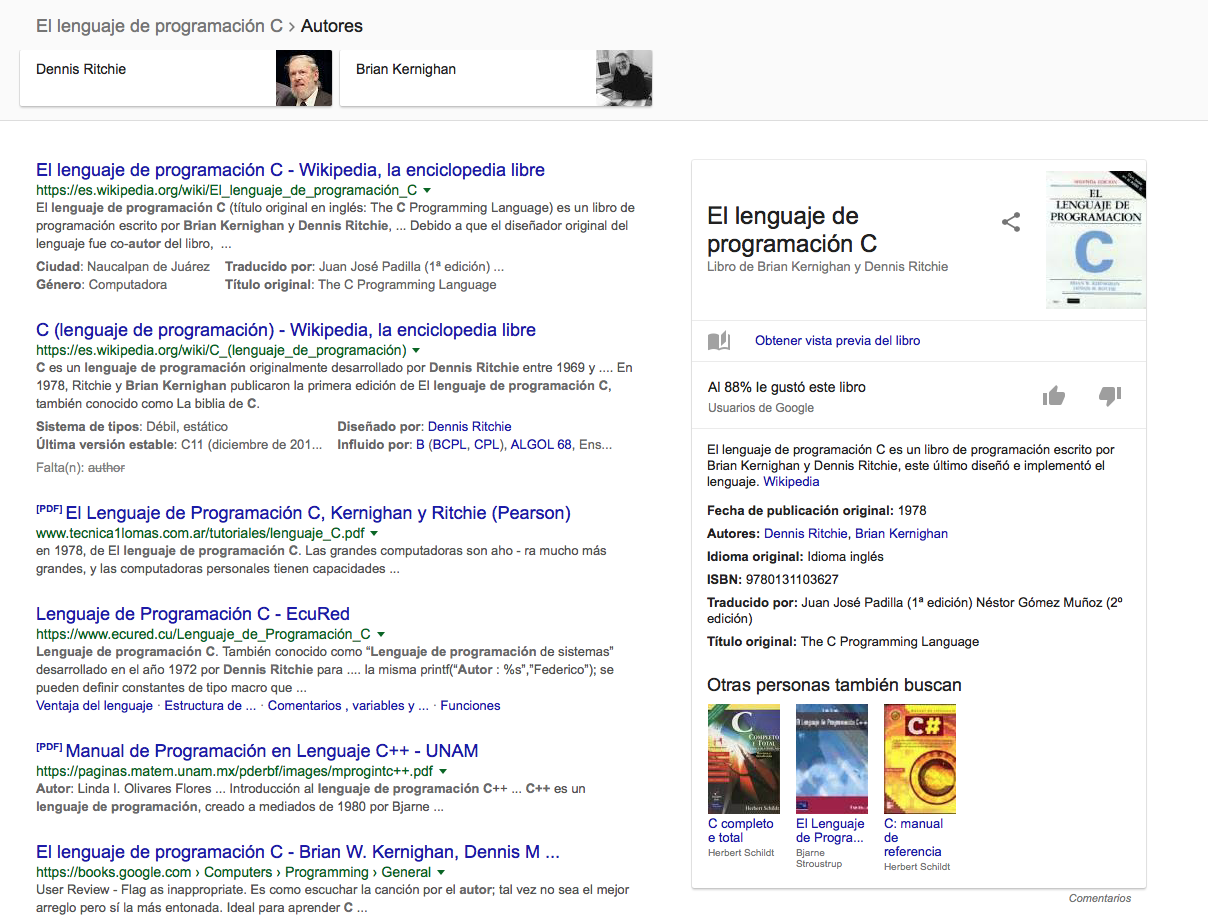 El lenguaje de programación C › Autores
Dennis Ritchie
Brian Kernighan
El lenguaje de programación C - Wikipedia, la enciclopedia libre
https://es.wikipedia.org/wiki/El_lenguaje_de_programación_C
El lenguaje de programación C (título original en inglés: The C Programming Language) es un libro de
programación escrito por Brian Kernighan y Dennis Ritchie, ... Debido a que el diseñador original del
lenguaje fue co-autor del libro, ...
Ciudad: Naucalpan de Juárez Traducido por: Juan José Padilla (1ª edición) ...
Género: Computadora Título original: The C Programming Language
C (lenguaje de programación) - Wikipedia, la enciclopedia libre
https://es.wikipedia.org/wiki/C_(lenguaje_de_programación)
C es un lenguaje de programación originalmente desarrollado por Dennis Ritchie entre 1969 y .... En
1978, Ritchie y Brian Kernighan publicaron la primera edición de El lenguaje de programación C,
también conocido como La biblia de C.
Sistema de tipos: Débil, estático Diseñado por: Dennis Ritchie
Última versión estable: C11 (diciembre de 201... Influido por: B (BCPL, CPL), ALGOL 68, Ens...
Falta(n): author
[PDF] El Lenguaje de Programación C, Kernighan y Ritchie (Pearson)
www.tecnica1lomas.com.ar/tutoriales/lenguaje_C.pdf
en 1978, de El lenguaje de programación C. Las grandes computadoras son aho - ra mucho más
grandes, y las computadoras personales tienen capacidades ...
Lenguaje de Programación C - EcuRed
https://www.ecured.cu/Lenguaje_de_Programación_C
Lenguaje de programación C. También conocido como “Lenguaje de programación de sistemas”
desarrollado en el año 1972 por Dennis Ritchie para .... la misma printf(“Autor : %s”,”Federico”); se
pueden definir constantes de tipo macro que ...
Ventaja del lenguaje · Estructura de ... · Comentarios , variables y ... · Funciones
[PDF] Manual de Programación en Lenguaje C++ - UNAM
https://paginas.matem.unam.mx/pderbf/images/mprogintc++.pdf
Autor: Linda I. Olivares Flores ... Introducción al lenguaje de programación C++ ... C++ es un
lenguaje de programación, creado a mediados de 1980 por Bjarne ...
El lenguaje de programación C - Brian W. Kernighan, Dennis M ...
https://books.google.com › Computers › Programming › General
User Review - Flag as inappropriate. Es como escuchar la canción por el autor; tal vez no sea el mejor
arreglo pero sí la más entonada. Ideal para aprender C ...
El lenguaje de
programación C
Libro de Brian Kernighan y Dennis Ritchie
SEGUNDA EDICION
EL
LENGUAJE DE
PROGRAMACION
C
BRIAN W. KERNIGHAN
DENNIS M. RITCHIE
Obtener vista previa del libro
Al 88% le gustó este libro
Usuarios de Google
El lenguaje de programación C es un libro de programación escrito por
Brian Kernighan y Dennis Ritchie, este último diseñó e implementó el
lenguaje. Wikipedia
Fecha de publicación original: 1978
Autores: Dennis Ritchie, Brian Kernighan
Idioma original: Idioma inglés
ISBN: 9780131103627
Traducido por: Juan José Padilla (1ª edición) Néstor Gómez Muñoz (2º
edición)
Título original: The C Programming Language
Otras personas también buscan
C
COMPLETO
E TOTAL
Herbert Schildt
El Lenguaje de Programación C++
C#
C completo
e total
Herbert Schildt
El Lenguaje
de Progra...
Bjarne
Stroustrup
C: manual
de
referencia
Herbert Schildt
Comentarios